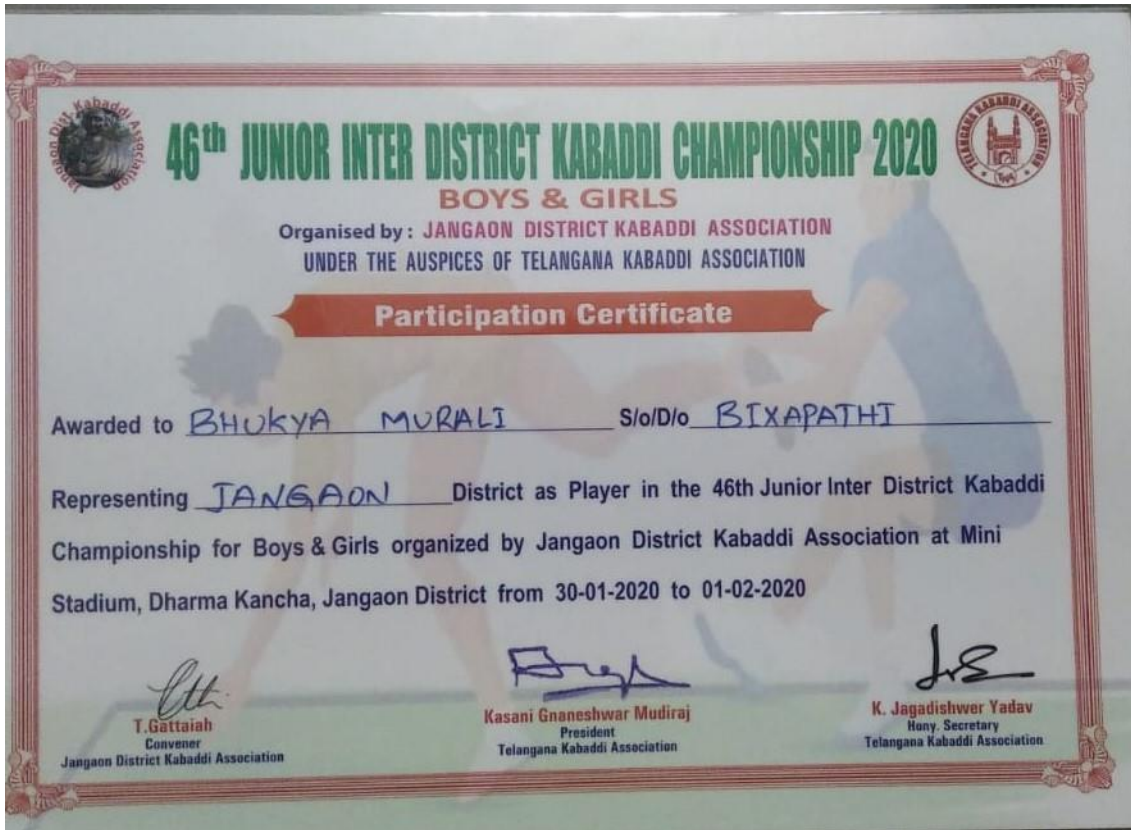 Jangaon Dist Kabaddi Association
46th JUNIOR INTER DISTRICT KABADDI CHAMPIONSHIP 2020
TELANGANA KABADDI ASSOCIATION
BOYS & GIRLS
Organised by : JANGAON DISTRICT KABADDI ASSOCIATION
UNDER THE AUSPICES OF TELANGANA KABADDI ASSOCIATION
Participation Certificate
Awarded to BHUKYA MURALI S/o/D/o BIXAPATHI
Representing JANGAON District as Player in the 46th Junior Inter District Kabaddi
Championship for Boys & Girls organized by Jangaon District Kabaddi Association at Mini
Stadium, Dharma Kancha, Jangaon District from 30-01-2020 to 01-02-2020
T.Gattaiah
Convener
Jangaon District Kabaddi Association
Kasani Gnaneshwar Mudiraj
President
Telangana Kabaddi Association
K. Jagadishwer Yadav
Hony. Secretary
Telangana Kabaddi Association